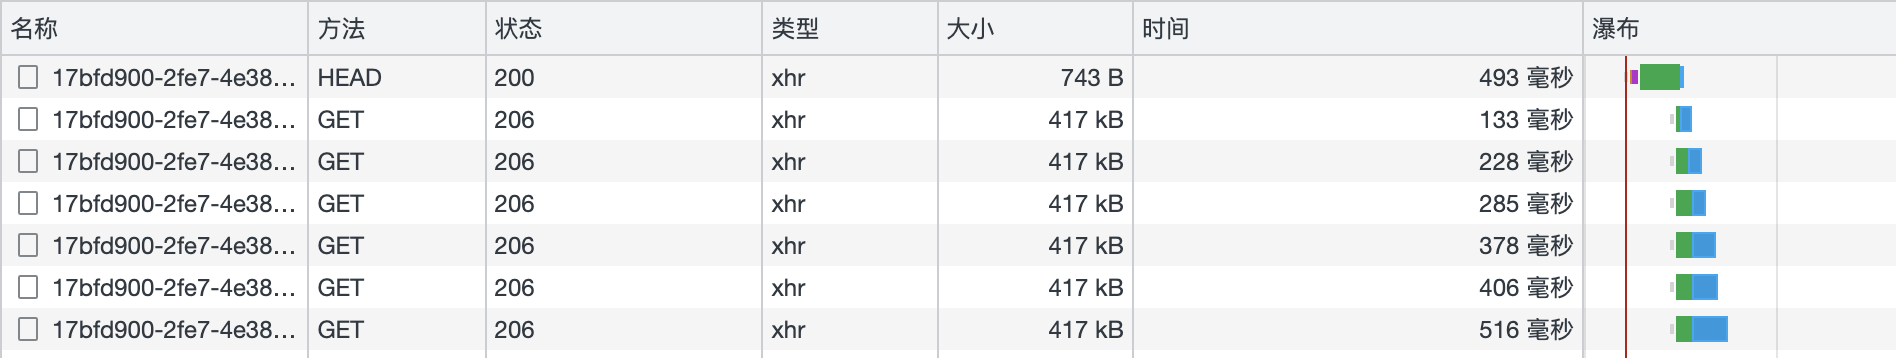 名称 方法 状态 类型 大小 时间 瀑布
17bfd900-2fe7-4e38... HEAD 200 xhr 743 B 493 毫秒
17bfd900-2fe7-4e38... GET 206 xhr 417 kB 133 毫秒
17bfd900-2fe7-4e38... GET 206 xhr 417 kB 228 毫秒
17bfd900-2fe7-4e38... GET 206 xhr 417 kB 285 毫秒
17bfd900-2fe7-4e38... GET 206 xhr 417 kB 378 毫秒
17bfd900-2fe7-4e38... GET 206 xhr 417 kB 406 毫秒
17bfd900-2fe7-4e38... GET 206 xhr 417 kB 516 毫秒